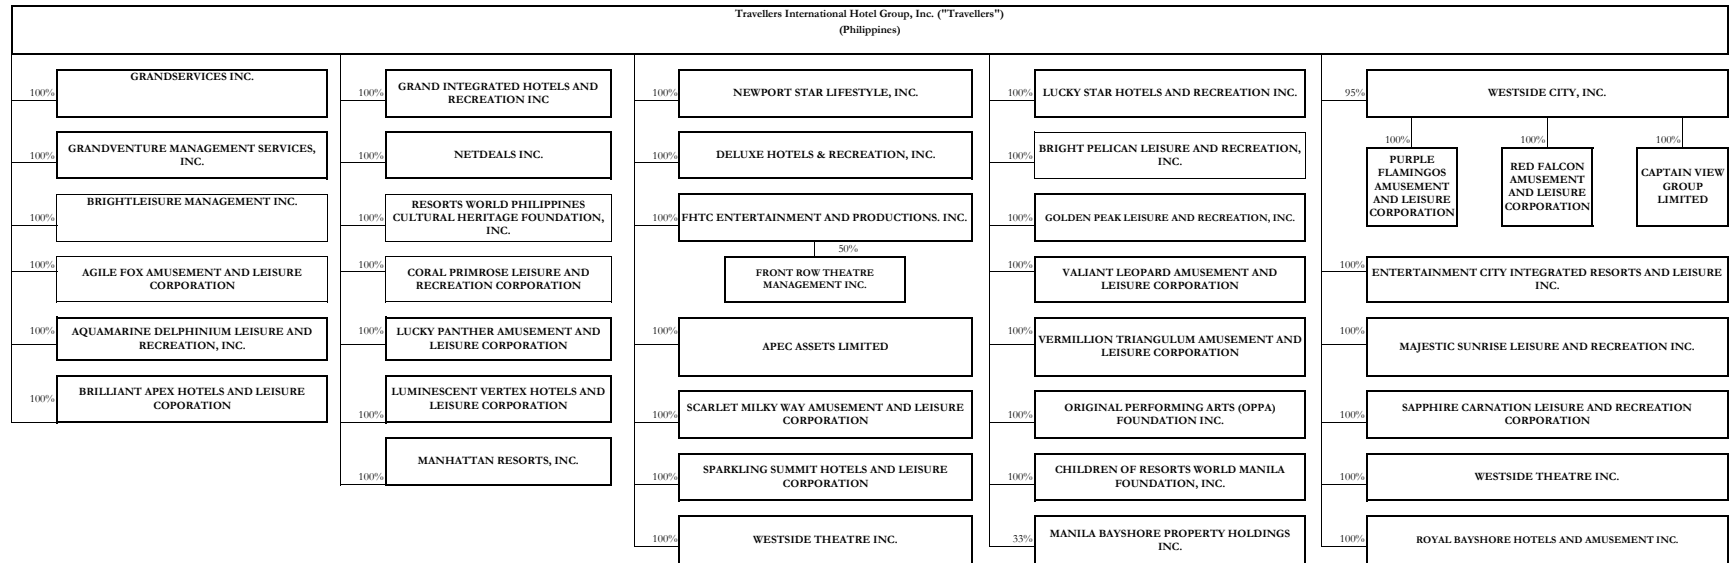 Travellers International Hotel Group, Inc. ("Travellers")
(Philippines)
100%
GRANDSERVICES INC.
100%
GRANDVENTURE MANAGEMENT SERVICES,
INC.
100%
BRIGHTLEISURE MANAGEMENT INC.
100%
AGILE FOX AMUSEMENT AND LEISURE
CORPORATION
100%
AQUAMARINE DELPHINIUM LEISURE AND
RECREATION, INC.
100%
BRILLIANT APEX HOTELS AND LEISURE
COPORATION
100%
GRAND INTEGRATED HOTELS AND
RECREATION INC
100%
NETDEALS INC.
100%
RESORTS WORLD PHILIPPINES
CULTURAL HERITAGE FOUNDATION,
INC.
100%
CORAL PRIMROSE LEISURE AND
RECREATION CORPORATION
100%
LUCKY PANTHER AMUSEMENT AND
LEISURE CORPORATION
100%
LUMINESCENT VERTEX HOTELS AND
LEISURE CORPORATION
100%
MANHATTAN RESORTS, INC.
100%
NEWPORT STAR LIFESTYLE, INC.
100%
DELUXE HOTELS & RECREATION, INC.
100%
FHTC ENTERTAINMENT AND PRODUCTIONS. INC.
50%
FRONT ROW THEATRE
MANAGEMENT INC.
100%
APEC ASSETS LIMITED
100%
SCARLET MILKY WAY AMUSEMENT AND LEISURE
CORPORATION
100%
SPARKLING SUMMIT HOTELS AND LEISURE
CORPORATION
100%
WESTSIDE THEATRE INC.
100%
LUCKY STAR HOTELS AND RECREATION INC.
100%
BRIGHT PELICAN LEISURE AND RECREATION,
INC.
100%
GOLDEN PEAK LEISURE AND RECREATION, INC.
100%
VALIANT LEOPARD AMUSEMENT AND
LEISURE CORPORATION
100%
VERMILLION TRIANGULUM AMUSEMENT AND
LEISURE CORPORATION
100%
ORIGINAL PERFORMING ARTS (OPPA)
FOUNDATION INC.
100%
CHILDREN OF RESORTS WORLD MANILA
FOUNDATION, INC.
33%
MANILA BAYSHORE PROPERTY HOLDINGS
INC.
95%
WESTSIDE CITY, INC.
100%
PURPLE
FLAMINGOS
AMUSEMENT
AND LEISURE
CORPORATION
100%
RED FALCON
AMUSEMENT
AND LEISURE
CORPORATION
100%
CAPTAIN VIEW
GROUP
LIMITED
100%
ENTERTAINMENT CITY INTEGRATED RESORTS AND LEISURE
INC.
100%
MAJESTIC SUNRISE LEISURE AND RECREATION INC.
100%
SAPPHIRE CARNATION LEISURE AND RECREATION
CORPORATION
100%
WESTSIDE THEATRE INC.
100%
ROYAL BAYSHORE HOTELS AND AMUSEMENT INC.